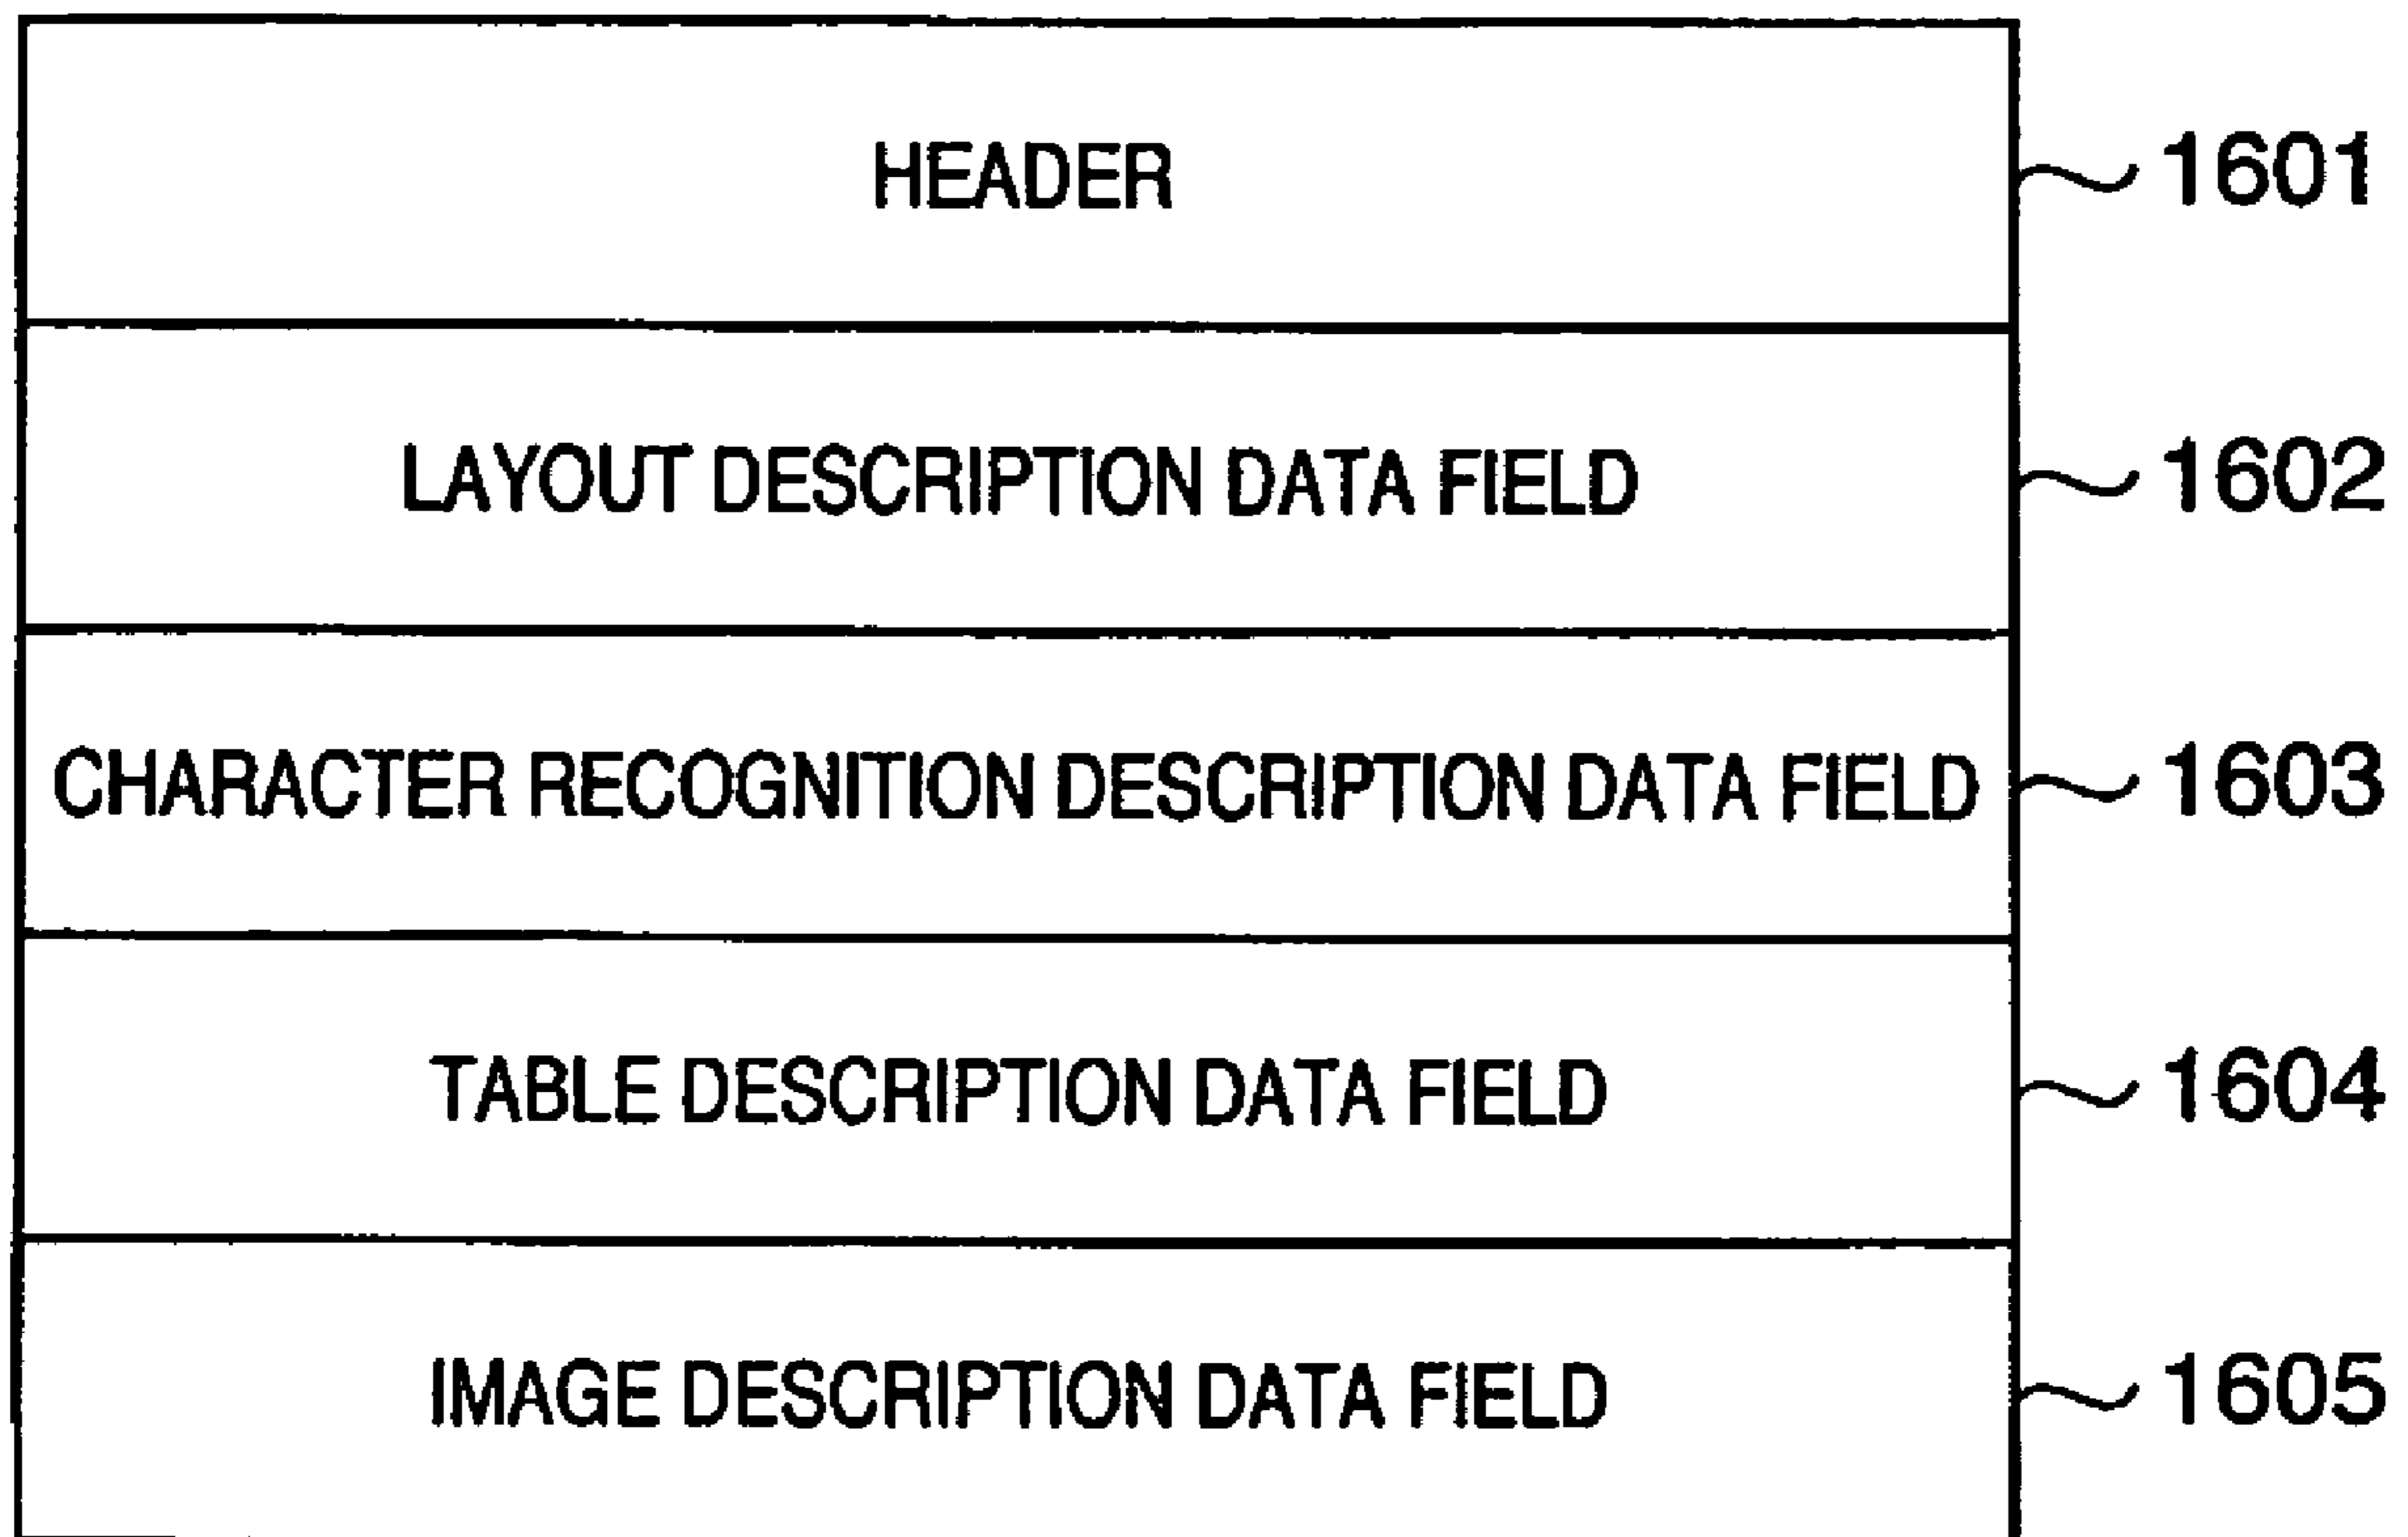 HEADER 1601
LAYOUT DESCRIPTION DATA FIELD 1602
CHARACTER RECOGNITION DESCRIPTION DATA FIELD 1603
TABLE DESCRIPTION DATA FIELD 1604
IMAGE DESCRIPTION DATA FIELD 1605